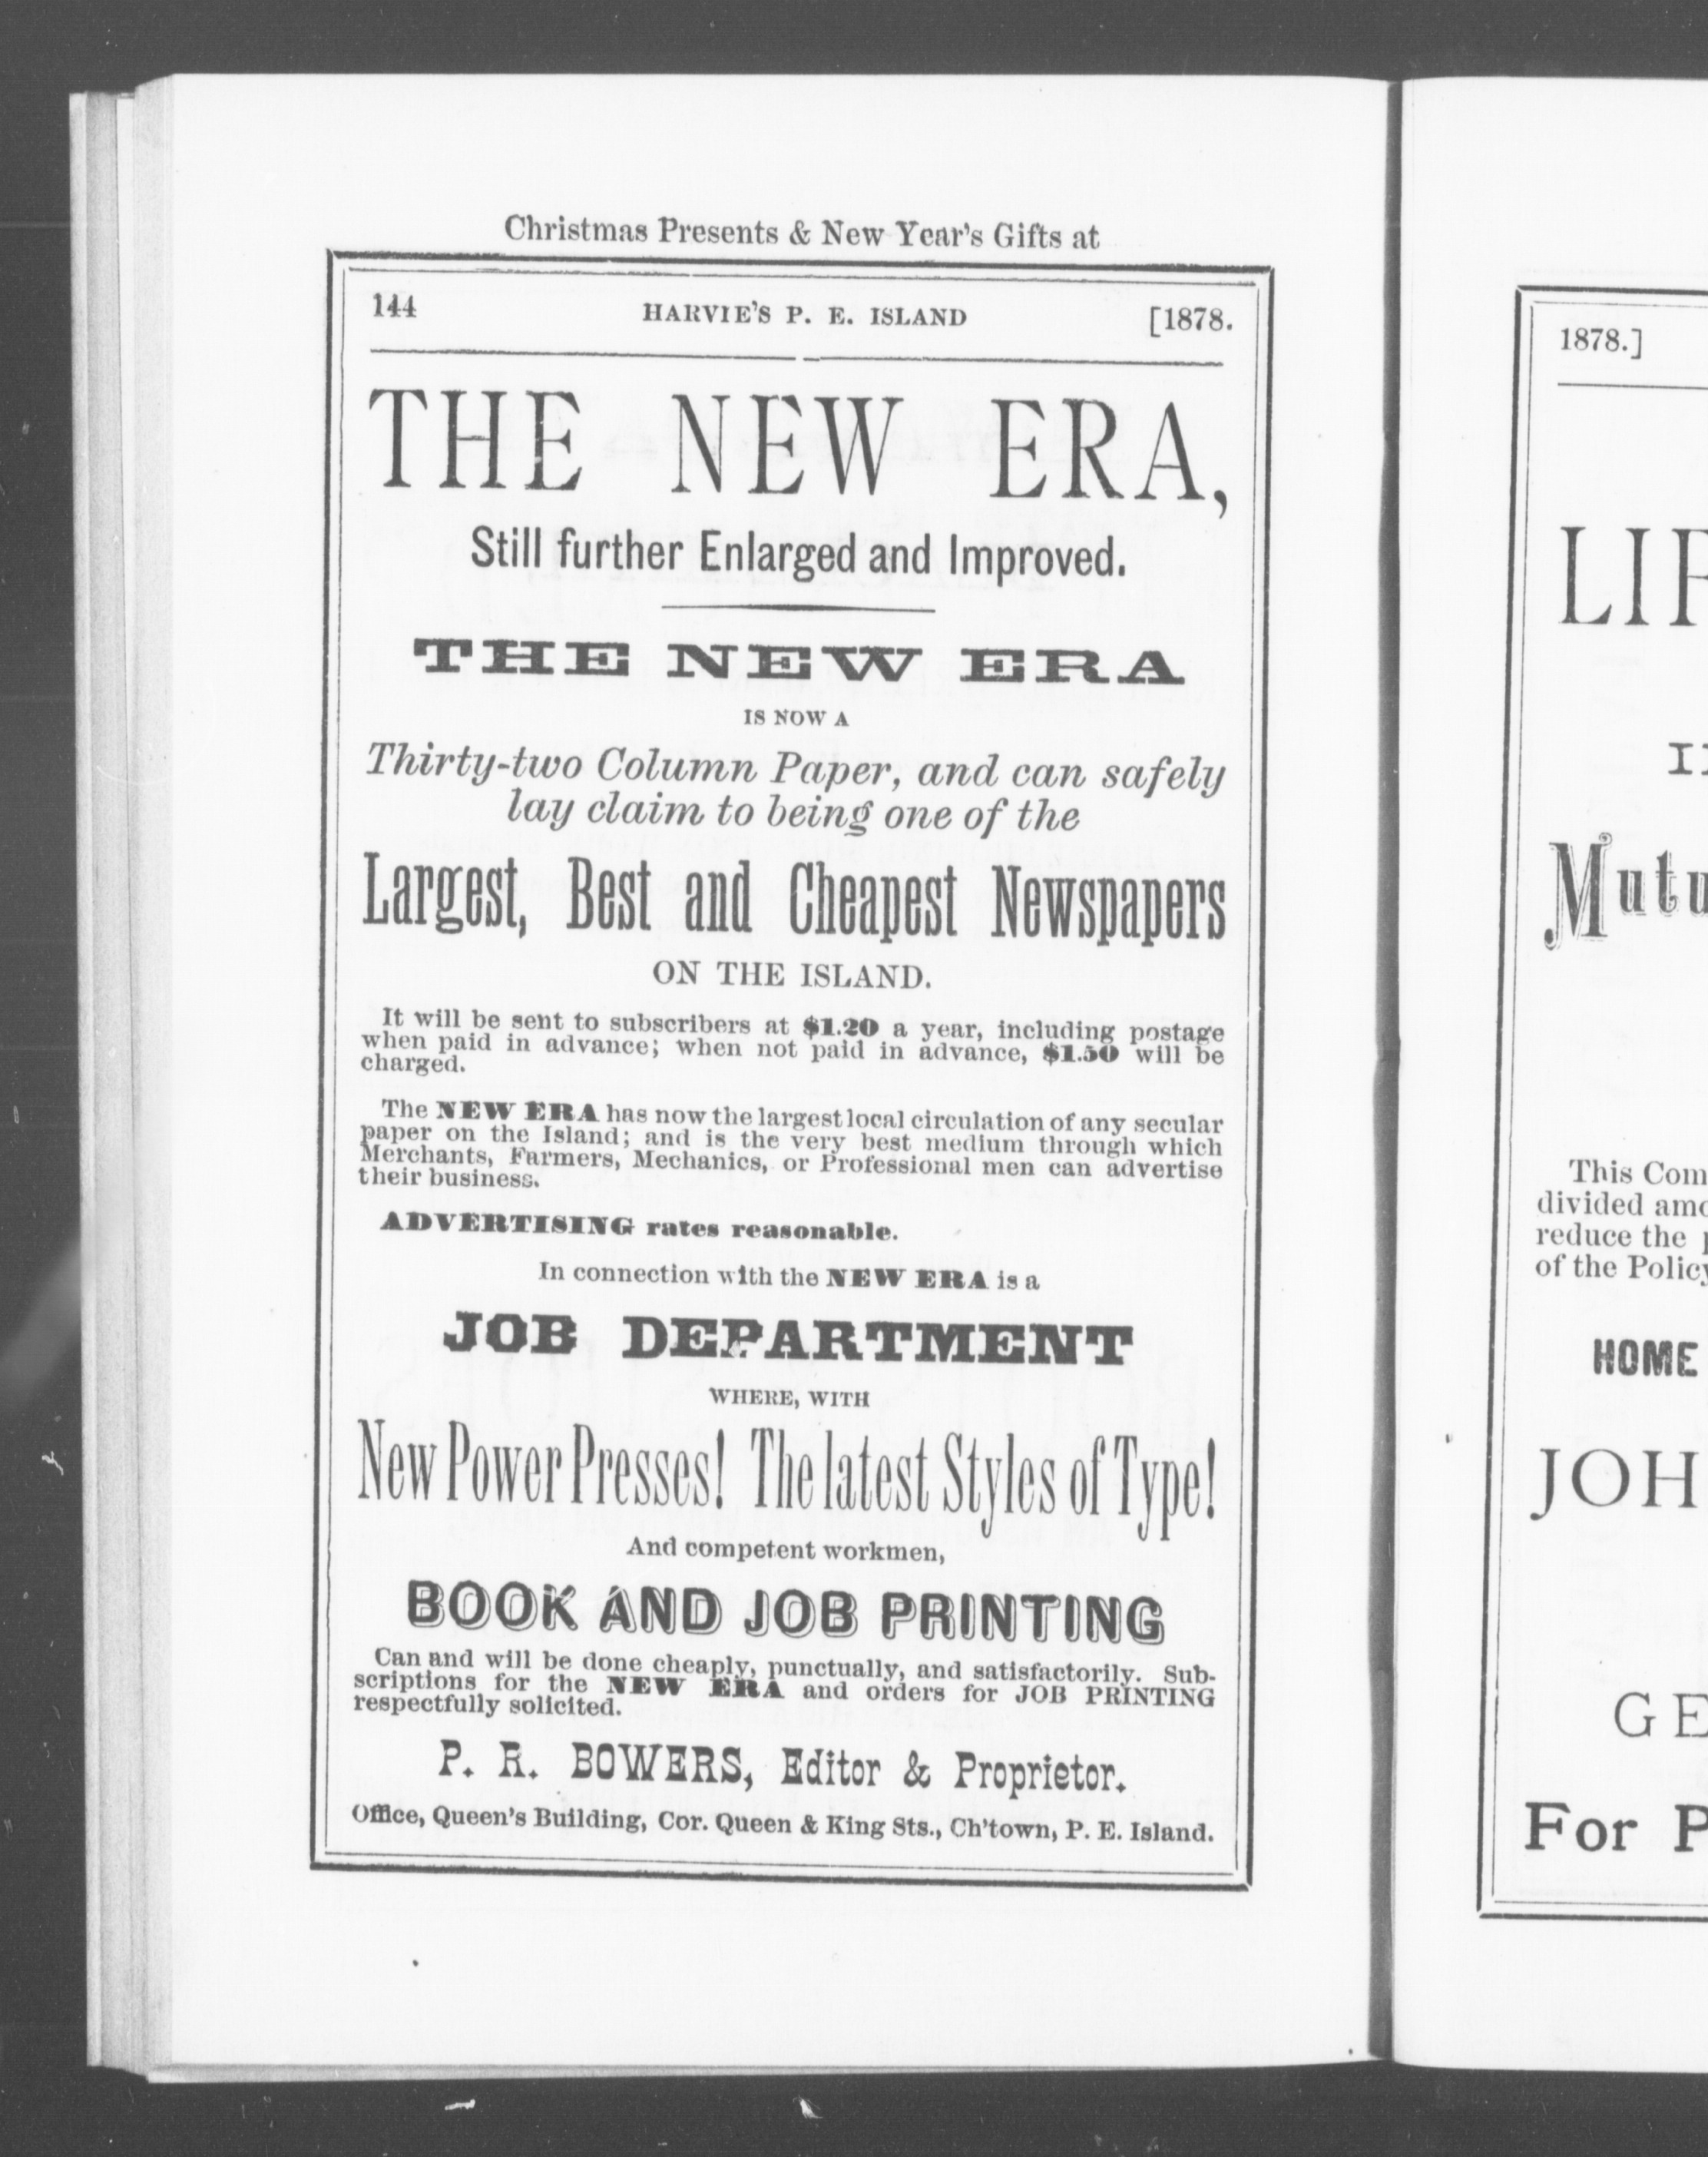 Christmas Presents & New Year's Gifts at
144 HARVIE'S P. E. ISLAND [1878.
THE NEW ERA,
Still further Enlarged and Improved.
THE NEW ERA
IS NOW A
Thirty-two Column Paper, and can safely
lay claim to being one of the
Largest, Best and Cheapest Newspapers
ON THE ISLAND.
It will be sent to subscribers at $1.20 a year, including postage
when paid in advance; when not paid in advance, $1.50 will be
charged.
The NEW ERA has now the largest local circulation of any secular
paper on the Island; and is the very best medium through which
Merchants, Farmers, Mechanics, or Professional men can advertise
their business.
ADVERTISING rates reasonable.
In connection with the NEW ERA is a
JOB DEPARTMENT
WHERE, WITH
New Power Presses! The latest Styles of Type!
And competent workmen,
BOOK AND JOB PRINTING
Can and will be done cheaply, punctually, and satisfactorily. Sub-
scriptions for the NEW ERA and orders for JOB PRINTING
respectfully solicited.
P. R. BOWERS, Editor & Proprietor.
Office, Queen's Building, Cor. Queen & King Sts., Ch'town, P. E. Island.
1878.]
This Com
divided amo
reduce the
of the Policy
HOME
JOH
GE
For P